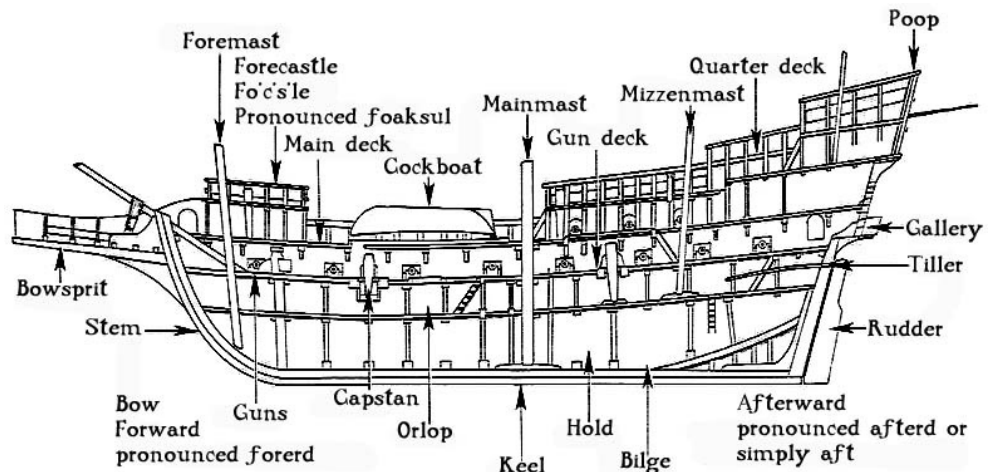 Poop
Foremast
Forecastle
Fo'c's'le
Pronounced foaksul
Main deck
Cockboat
Mainmast
Gun deck
Mizzenmast
Quarter deck
Gallery
Tiller
Rudder
Bowsprit
Stem
Bow
Forward
pronounced forerd
Guns
Capstan
Orlop
Keel
Hold
Bilge
Afterward
pronounced afterd or
simply aft